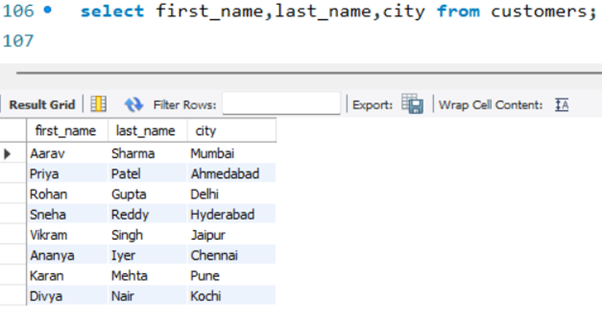 106 select first_name,last_name,city from customers;
107
Result Grid Filter Rows: Export: Wrap Cell Content: IA
first_name last_name city
Aarav Sharma Mumbai
Priya Patel Ahmedabad
Rohan Gupta Delhi
Sneha Reddy Hyderabad
Vikram Singh Jaipur
Ananya Iyer Chennai
Karan Mehta Pune
Divya Nair Kochi